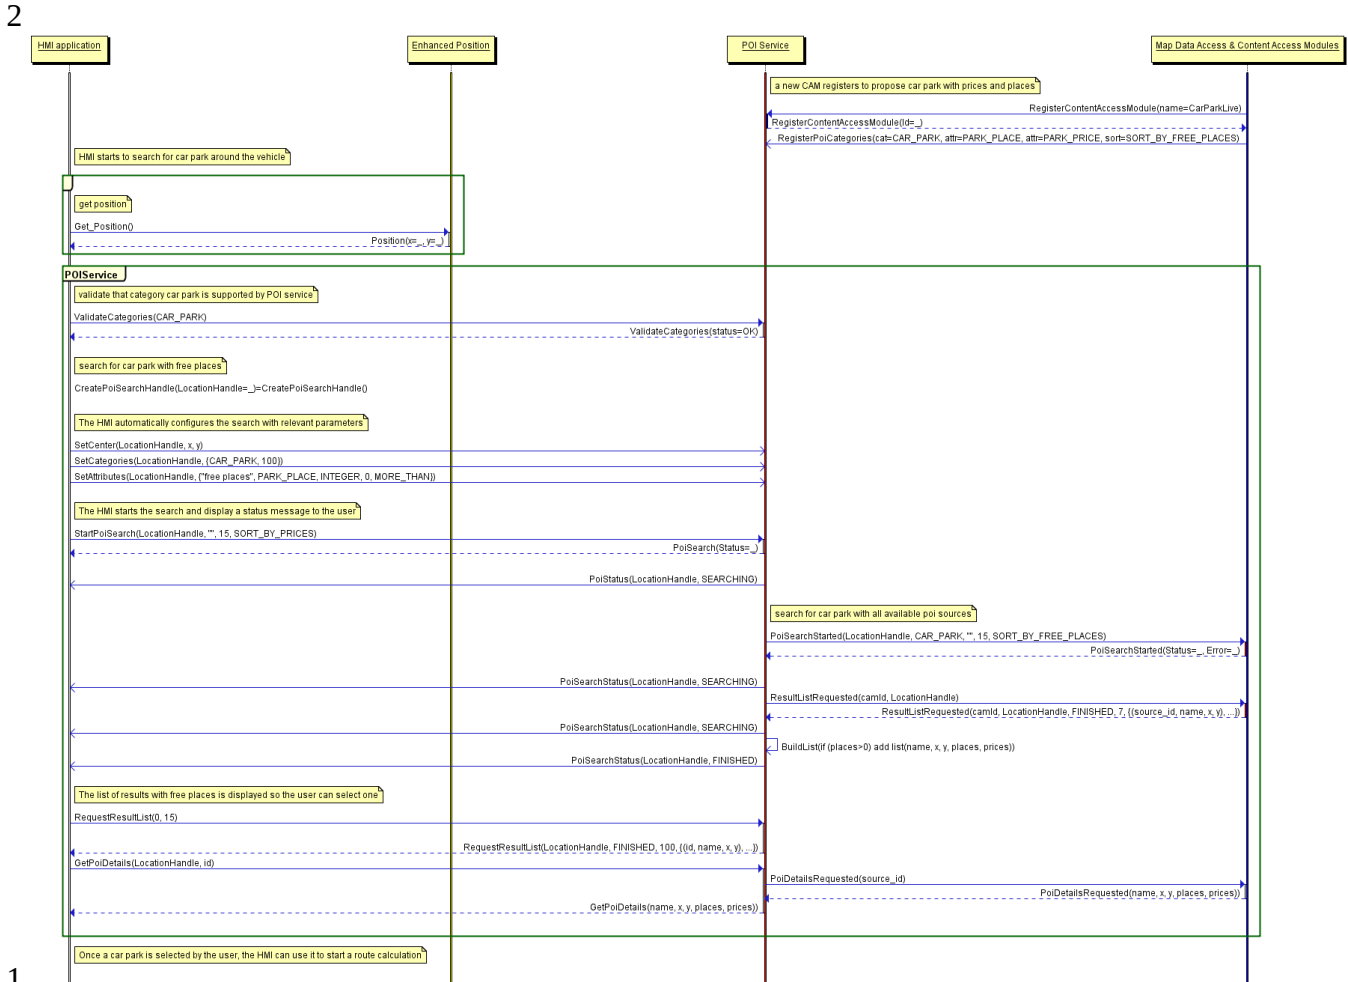 2
HMI application
Enhanced Position
POI Service
Map Data Access & Content Access Modules
a new CAM registers to propose car park with prices and places
RegisterContentAccessModule(name=CarParkLive)
RegisterContentAccessModule(Id=_)
RegisterPoiCategories(cat=CAR_PARK, attr=PARK_PLACE, attr=PARK_PRICE, sort=SORT_BY_FREE_PLACES)
HMI starts to search for car park around the vehicle
get position
Get_Position()
Position(x=_, y=_)
POIService
validate that category car park is supported by POI service
ValidateCategories(CAR_PARK)
ValidateCategories(status=OK)
search for car park with free places
CreatePoiSearchHandle(LocationHandle=_)=CreatePoiSearchHandle()
The HMI automatically configures the search with relevant parameters
SetCenter(LocationHandle, x, y)
SetCategories(LocationHandle, {CAR_PARK, 100})
SetAttributes(LocationHandle, {"free places", PARK_PLACE, INTEGER, 0, MORE_THAN})
The HMI starts the search and display a status message to the user
StartPoiSearch(LocationHandle, "", 15, SORT_BY_PRICES)
PoiSearch(Status=_)
PoiStatus(LocationHandle, SEARCHING)
search for car park with all available poi sources
PoiSearchStarted(LocationHandle, CAR_PARK, "", 15, SORT_BY_FREE_PLACES)
PoiSearchStarted(Status=_, Error=_)
PoiSearchStatus(LocationHandle, SEARCHING)
ResultListRequested(camId, LocationHandle)
ResultListRequested(camId, LocationHandle, FINISHED, 7, {(source_id, name, x, y), ...})
PoiSearchStatus(LocationHandle, SEARCHING)
BuildList(if (places>0) add list(name, x, y, places, prices))
PoiSearchStatus(LocationHandle, FINISHED)
The list of results with free places is displayed so the user can select one
RequestResultList(0, 15)
RequestResultList(LocationHandle, FINISHED, 100, {(id, name, x, y), ...})
GetPoiDetails(LocationHandle, id)
PoiDetailsRequested(source_id)
PoiDetailsRequested(name, x, y, places, prices))
GetPoiDetails(name, x, y, places, prices))
Once a car park is selected by the user, the HMI can use it to start a route calculation
1